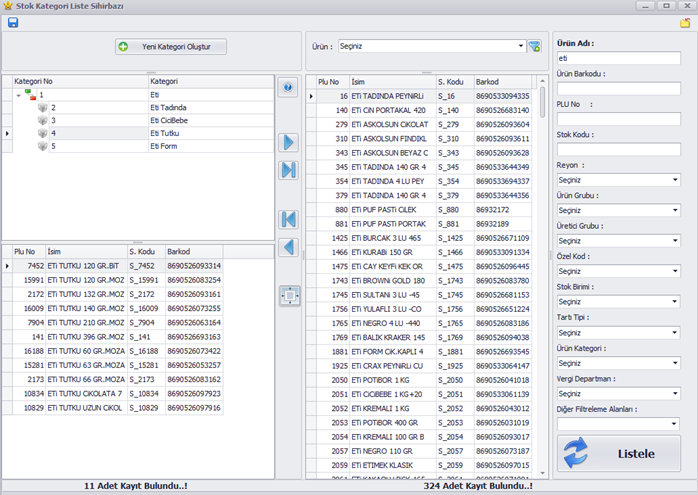 Stok Kategori Liste Sihirbazı
Yeni Kategori Oluştur
Kategori No Kategori
1 Eti
2 Eti Tadında
3 Eti CiciBebe
4 Eti Tutku
5 Eti Form
Plu No İsim S. Kodu Barkod
7452 ETi TUTKU 120 GR.BiT S_7452 8690526093314
15991 ETi TUTKU 120 GR.MOZ S_15991 8690526083254
2172 ETi TUTKU 132 GR.MOZ S_2172 8690526093161
16009 ETi TUTKU 140 GR.MOZ S_16009 8690526073255
7904 ETi TUTKU 210 GR.MOZ S_7904 8690526063164
141 ETi TUTKU 396 GR.MOZ S_141 8690526693163
16188 ETi TUTKU 60 GR.MOZA S_16188 8690526073422
15281 ETi TUTKU 63 GR.MOZA S_15281 8690526053257
2173 ETi TUTKU 66 GR.MOZA S_2173 8690526083162
10834 ETi TUTKU CiKOLATA 7 S_10834 8690526097923
10829 ETi TUTKU UZUN CiKOL S_10829 8690526097916
11 Adet Kayıt Bulundu..!
Ürün : Seçiniz
Plu No İsim S. Kodu Barkod
16 ETi TADINDA PEYNiRLi S_16 8690533094335
140 ETi CiN PORTAKAL 420 S_140 8690526683140
279 ETi ASKOLSUN CiKOLAT S_279 8690526093604
310 ETi ASKOLSUN FINDIKL S_310 8690526093611
343 ETi ASKOLSUN BEYAZ C S_343 8690526093628
345 ETi TADINDA 140 GR 4 S_345 8690533644349
354 ETi TADINDA 4 LU PEY S_354 8690533694337
379 ETi TADINDA 140 GR 4 S_379 8690533644356
880 ETi PUF PASTi CiLEK S_880 86932172
881 ETi PUF PASTi PORTAK S_881 86932189
1425 ETi BURCAK 3 LU 465 S_1425 8690526671109
1466 ETi KURABi 150 GR S_1466 8690533091334
1475 ETi CAY KEYFi KEK OR S_1475 8690526096445
1743 ETi BROWNi GOLD 180 S_1743 8690526083780
1745 ETi SULTANi 3 LU -45 S_1745 8690526681153
1756 ETi YULAFLI 3 LU -CO S_1756 8690526651224
1765 ETi NEGRO 4 LU -440 S_1765 8690526083186
1769 ETi BALIK KRAKER 145 S_1769 8690526094038
1881 ETi FORM CiK.KAPLI 4 S_1881 8690526693545
1925 ETi CRAX PEYNiRLi CU S_1925 8690533064147
2050 ETi POTiBOR 1 KG S_2050 8690526041018
2051 ETi CiCiBEBE 1 KG+20 S_2051 8690533061139
2052 ETi KREMALI 1 KG S_2052 8690526043012
2053 ETi POTiBOR 400 GR S_2053 8690526031019
2054 ETi KREMALI 100 GR B S_2054 8690526093017
2057 ETi NEGRO 110 GR S_2057 8690526093187
2059 ETi ETiMEK KLASiK S_2059 8690526097015
324 Adet Kayıt Bulundu..!
Ürün Adı :
eti
Ürün Barkodu :
PLU No :
Stok Kodu :
Reyon :
Seçiniz
Ürün Grubu :
Seçiniz
Üretici Grubu :
Seçiniz
Özel Kod :
Seçiniz
Stok Birimi :
Seçiniz
Tartı Tipi :
Seçiniz
Ürün Kategori :
Seçiniz
Vergi Departman :
Seçiniz
Diğer Filtreleme Alanları :
Listele